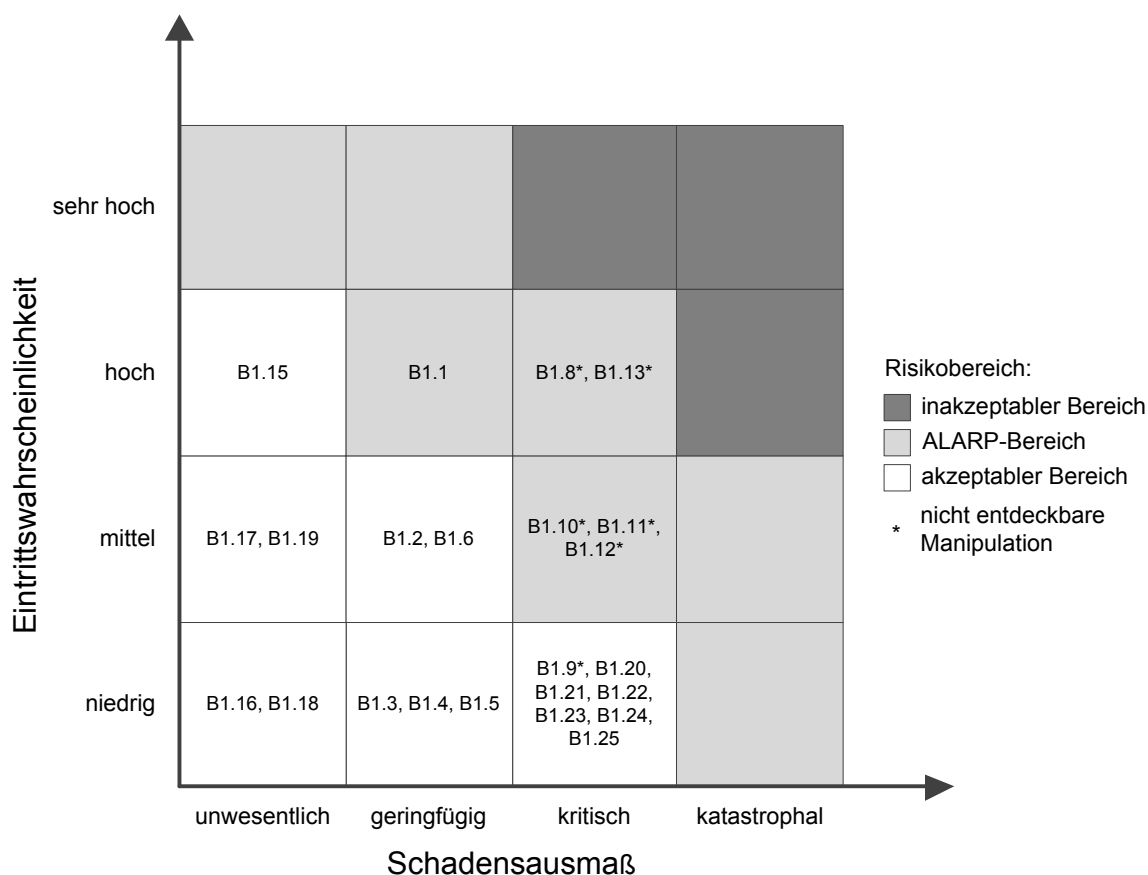 sehr hoch
Eintrittswahrscheinlichkeit
hoch
B1.15
B1.1
B1.8*, B1.13*
mittel
B1.17, B1.19
B1.2, B1.6
B1.10*, B1.11*,
B1.12*
niedrig
B1.16, B1.18
B1.3, B1.4, B1.5
B1.9*, B1.20,
B1.21, B1.22,
B1.23, B1.24,
B1.25
unwesentlich
geringfügig
kritisch
katastrophal
Schadensausmaß
Risikobereich:
inakzeptabler Bereich
ALARP-Bereich
akzeptabler Bereich
* nicht entdeckbare
Manipulation